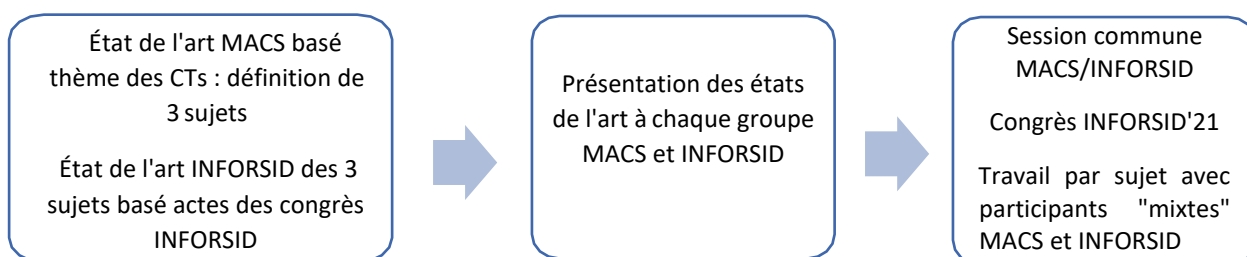 État de l'art MACS basé
thème des CTs : définition de
3 sujets
État de l'art INFORSID des 3
sujets basé actes des congrès
INFORSID
Présentation des états
de l'art à chaque groupe
MACS et INFORSID
Session commune
MACS/INFORSID
Congrès INFORSID'21
Travail par sujet avec
participants "mixtes"
MACS et INFORSID